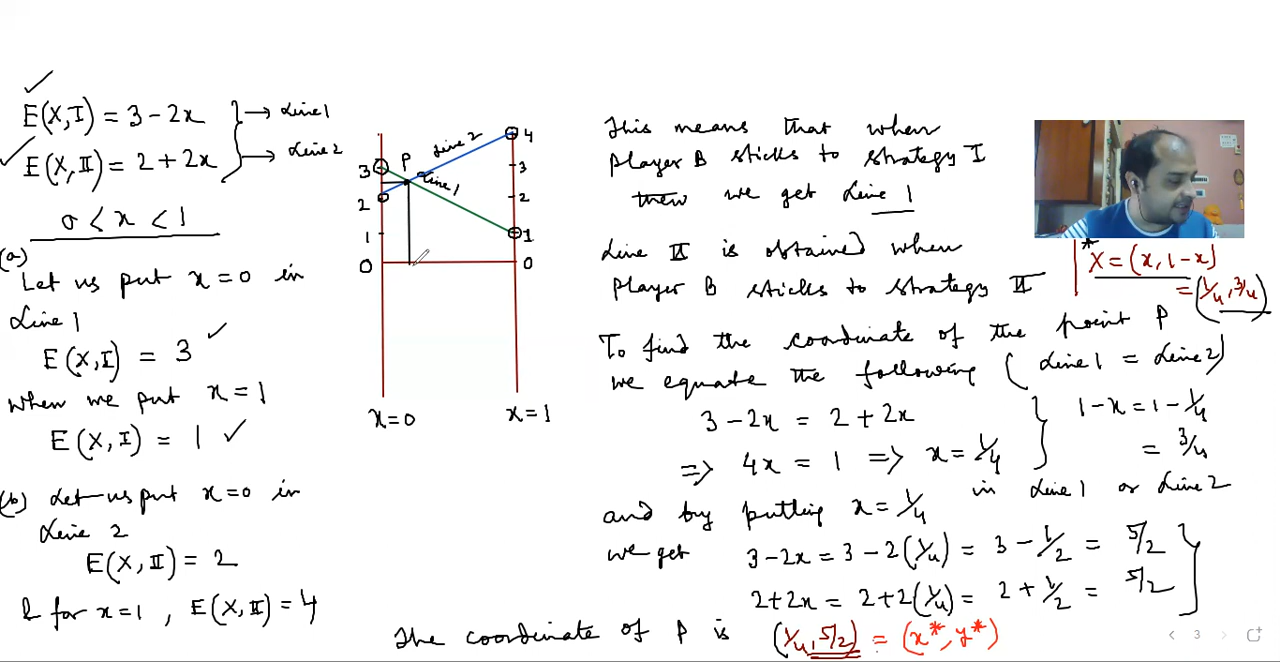 E(X,I) = 3 - 2x } → Line 1
E(X,II) = 2 + 2x } → Line 2
0 < x < 1
(a)
Let us put x = 0 in
Line 1
E(X,I) = 3 ✓
When we put x = 1
E(X,I) = 1 ✓
(b) Let us put x = 0 in
Line 2
E(X,II) = 2
& for x = 1, E(X,II) = 4
3
2
1
0
P
Line 2
Line 1
4
3
2
1
0
x = 0
x = 1
This means that when
Player B sticks to strategy I
then we get Line 1
Line II is obtained when
Player B sticks to strategy II
* X = (x, 1-x)
= (1/4, 3/4)
To find the coordinate of the point P
we equate the following (Line 1 = Line 2)
3 - 2x = 2 + 2x
=> 4x = 1 => x = 1/4
1 - x = 1 - 1/4
= 3/4
and by putting x = 1/4 in Line 1 or Line 2
we get 3 - 2x = 3 - 2(1/4) = 3 - 1/2 = 5/2
2 + 2x = 2 + 2(1/4) = 2 + 1/2 = 5/2
The coordinate of P is (1/4, 5/2) = (x*, y*)
< 3 >